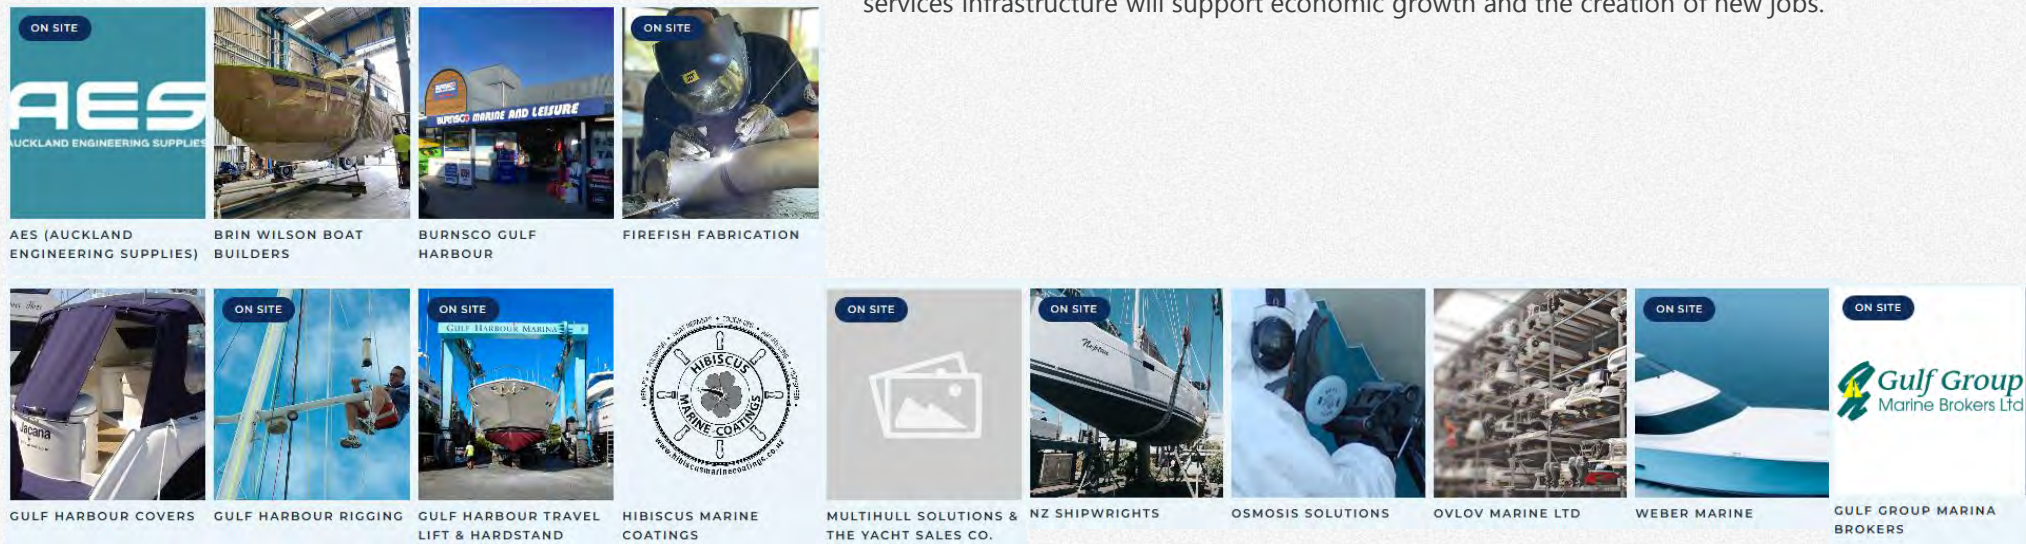 services infrastructure will support economic growth and the creation of new jobs.
ON SITE
AES
AUCKLAND ENGINEERING SUPPLIES
BURNSCO MARINE AND LEISURE
ON SITE
AES (AUCKLAND
ENGINEERING SUPPLIES)
BRIN WILSON BOAT
BUILDERS
BURNSCO GULF
HARBOUR
FIREFISH FABRICATION
Jacana
ON SITE
ON SITE
GULF HARBOUR MARINA
HIBISCUS
MARINE COATINGS
www.hibiscusmarinecoatings.co.nz
ON SITE
ON SITE
Neptun
ON SITE
ON SITE
Gulf Group
Marine Brokers Ltd
GULF HARBOUR COVERS
GULF HARBOUR RIGGING
GULF HARBOUR TRAVEL
LIFT & HARDSTAND
HIBISCUS MARINE
COATINGS
MULTIHULL SOLUTIONS &
THE YACHT SALES CO.
NZ SHIPWRIGHTS
OSMOSIS SOLUTIONS
OVLOV MARINE LTD
WEBER MARINE
GULF GROUP MARINA
BROKERS